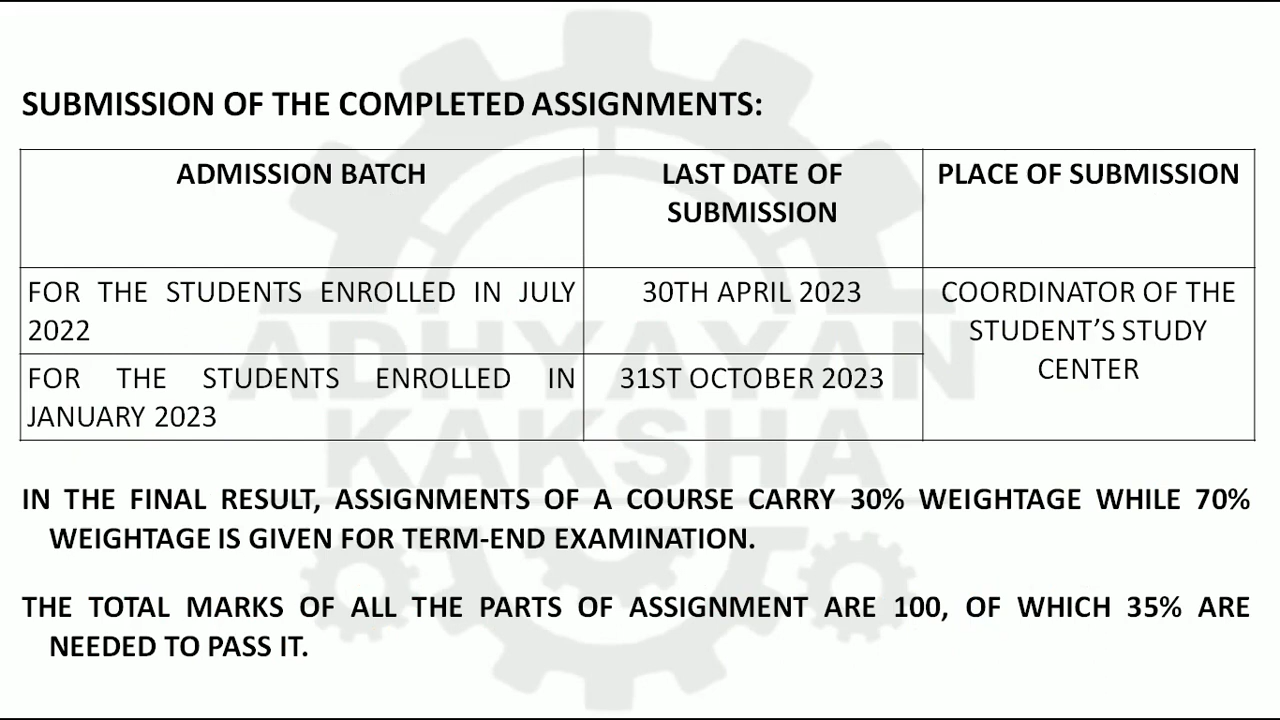 SUBMISSION OF THE COMPLETED ASSIGNMENTS:
ADMISSION BATCH
LAST DATE OF
SUBMISSION
PLACE OF SUBMISSION
FOR THE STUDENTS ENROLLED IN JULY
2022
30TH APRIL 2023
COORDINATOR OF THE
STUDENT’S STUDY
CENTER
FOR THE STUDENTS ENROLLED IN
JANUARY 2023
31ST OCTOBER 2023
ADHYAYAN
KAKSHA
IN THE FINAL RESULT, ASSIGNMENTS OF A COURSE CARRY 30% WEIGHTAGE WHILE 70%
WEIGHTAGE IS GIVEN FOR TERM-END EXAMINATION.
THE TOTAL MARKS OF ALL THE PARTS OF ASSIGNMENT ARE 100, OF WHICH 35% ARE
NEEDED TO PASS IT.